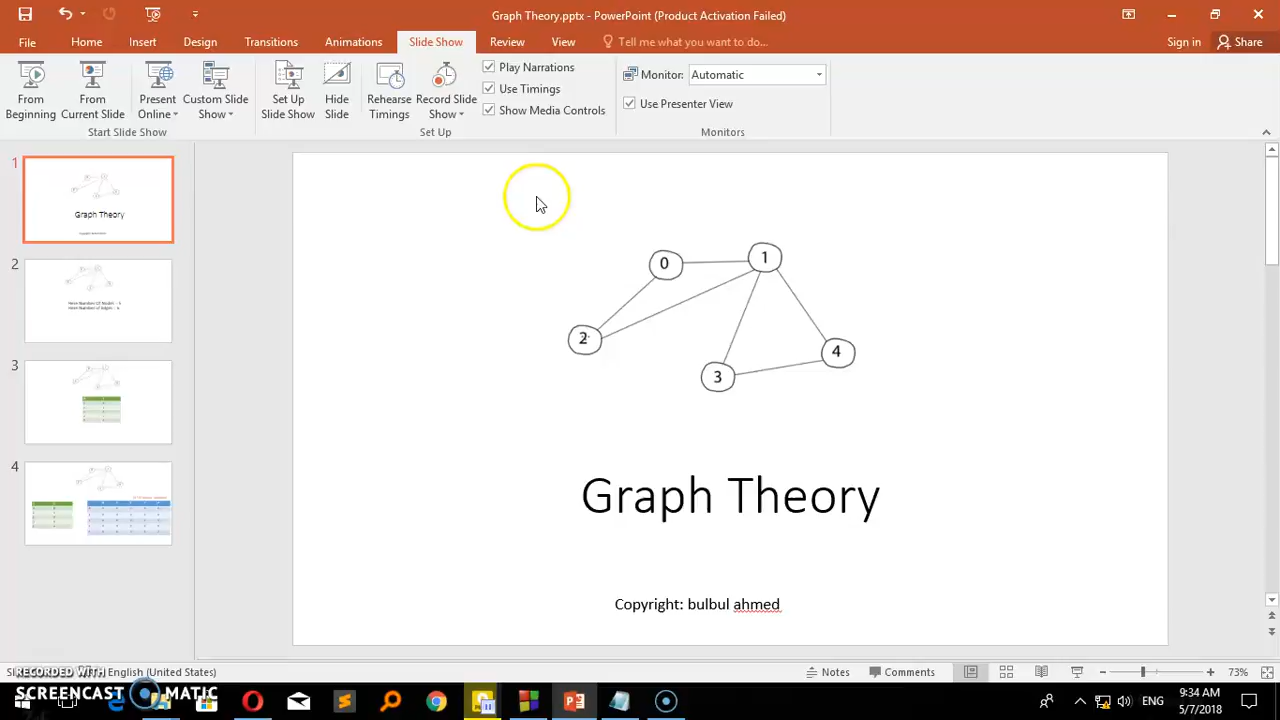 Graph Theory.pptx - PowerPoint (Product Activation Failed)
File Home Insert Design Transitions Animations Slide Show Review View Tell me what you want to do... Sign in Share
From Beginning
From Current Slide
Present Online
Custom Slide Show
Start Slide Show
Set Up Slide Show
Hide Slide
Rehearse Timings
Record Slide Show
Play Narrations
Use Timings
Show Media Controls
Set Up
Monitor: Automatic
Use Presenter View
Monitors
1
Graph Theory
2
3
4
0
1
2
3
4
Graph Theory
Copyright: bulbul ahmed
English (United States)
Notes
Comments
73%
RECORDED WITH
SCREENCAST MATIC
ENG
9:34 AM
5/7/2018